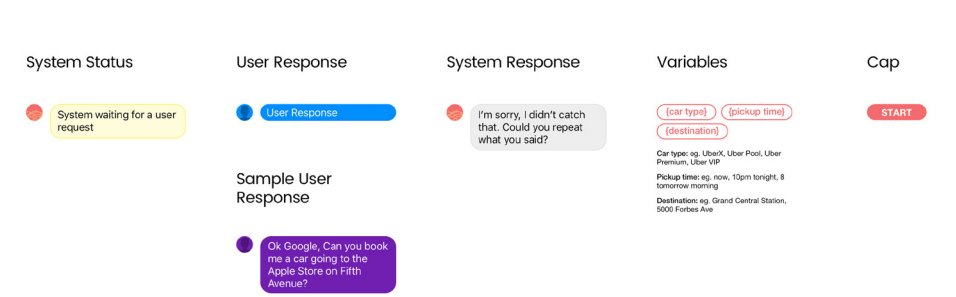 System Status
User Response
System Response
Variables
Cap
System waiting for a user
request
User Response
I'm sorry, I didn't catch
that. Could you repeat
what you said?
{car type} {pickup time}
{destination}
START
Car type: eg. UberX, Uber Pool, Uber
Premium, Uber VIP
Pickup time: eg. now, 10pm tonight, 8
tomorrow morning
Destination: eg. Grand Central Station,
5000 Forbes Ave
Sample User
Response
Ok Google, Can you book
me a car going to the
Apple Store on Fifth
Avenue?